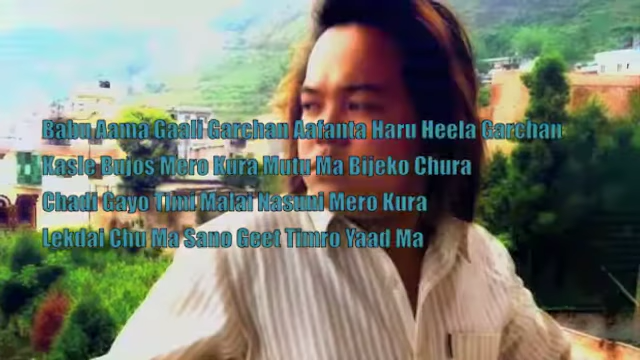 Babu Aama Gaali Garchan Aafanta Haru Heela Garchan
Kasle Bujos Mero Kura Mutu Ma Bijeko Chura
Chadi Gayo Timi Malai Nasuni Mero Kura
Lekdai Chu Ma Sano Geet Timro Yaad Ma